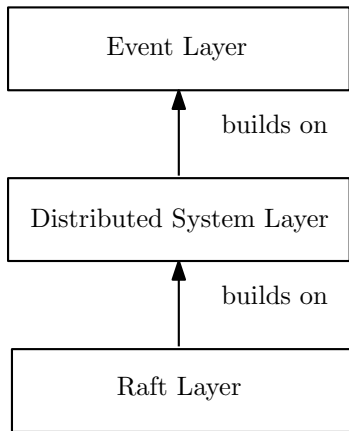 Event Layer
builds on
Distributed System Layer
builds on
Raft Layer